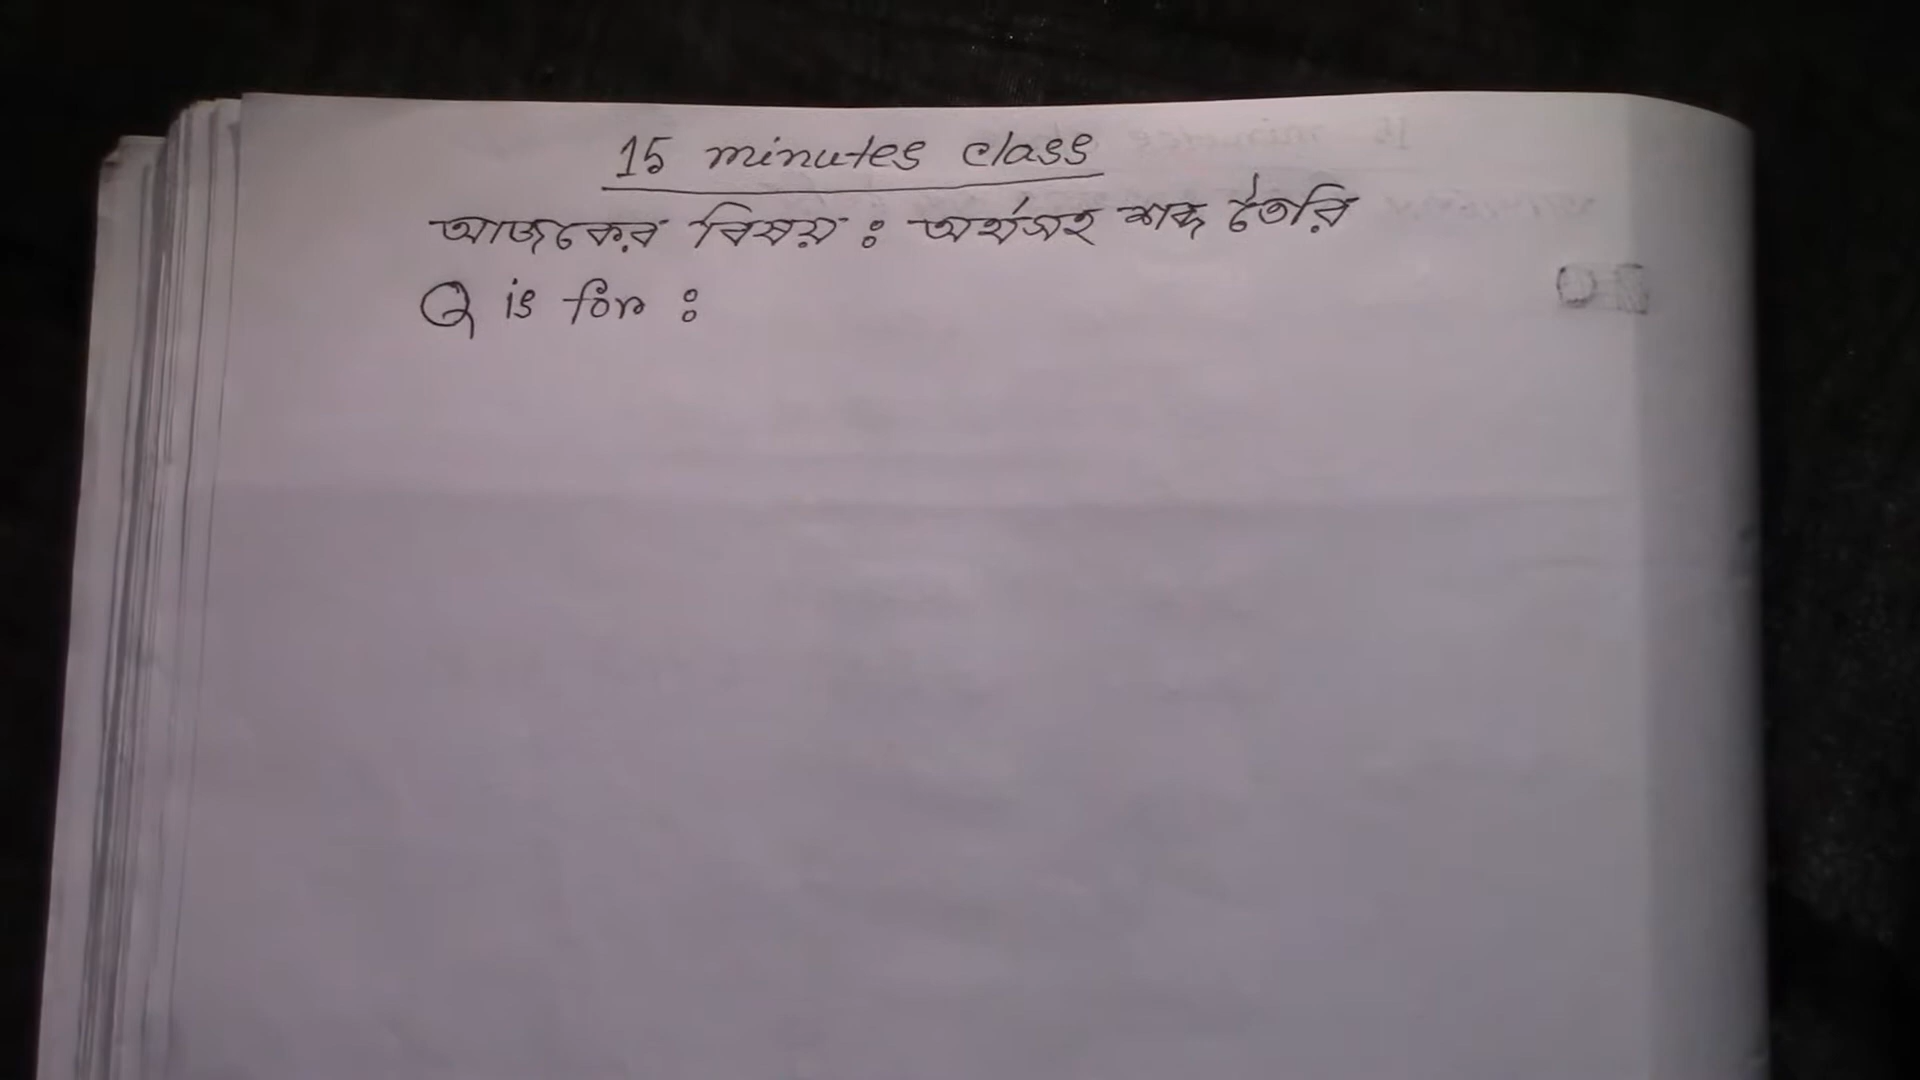 15 minutes class
আজকের বিষয় : অর্থসহ শব্দ তৈরি
Q is for :